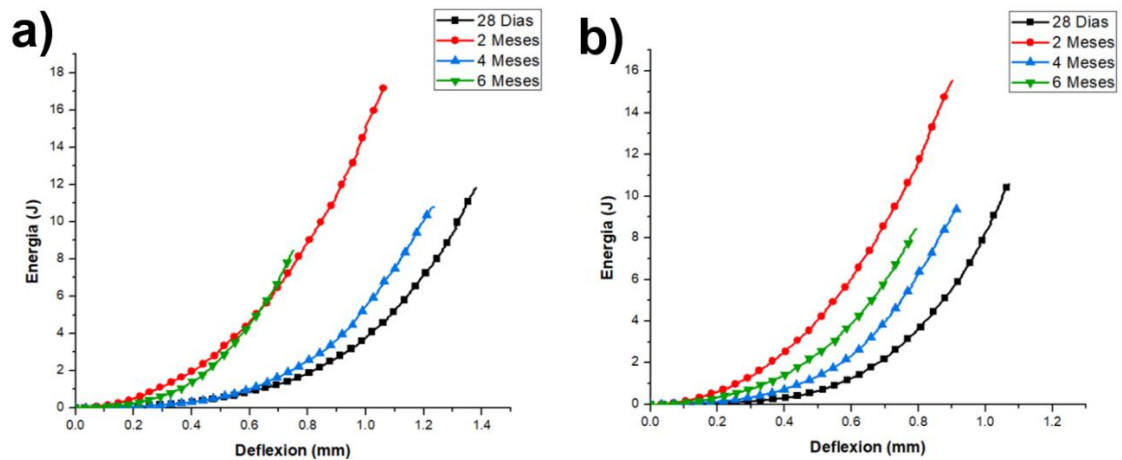 a)
28 Dias
2 Meses
4 Meses
6 Meses
18
16
14
12
10
8
6
4
2
0
Energia (J)
0.0 0.2 0.4 0.6 0.8 1.0 1.2 1.4
Deflexion (mm)
b)
28 Dias
2 Meses
4 Meses
6 Meses
16
14
12
10
8
6
4
2
0
Energia (J)
0.0 0.2 0.4 0.6 0.8 1.0 1.2
Deflexion (mm)